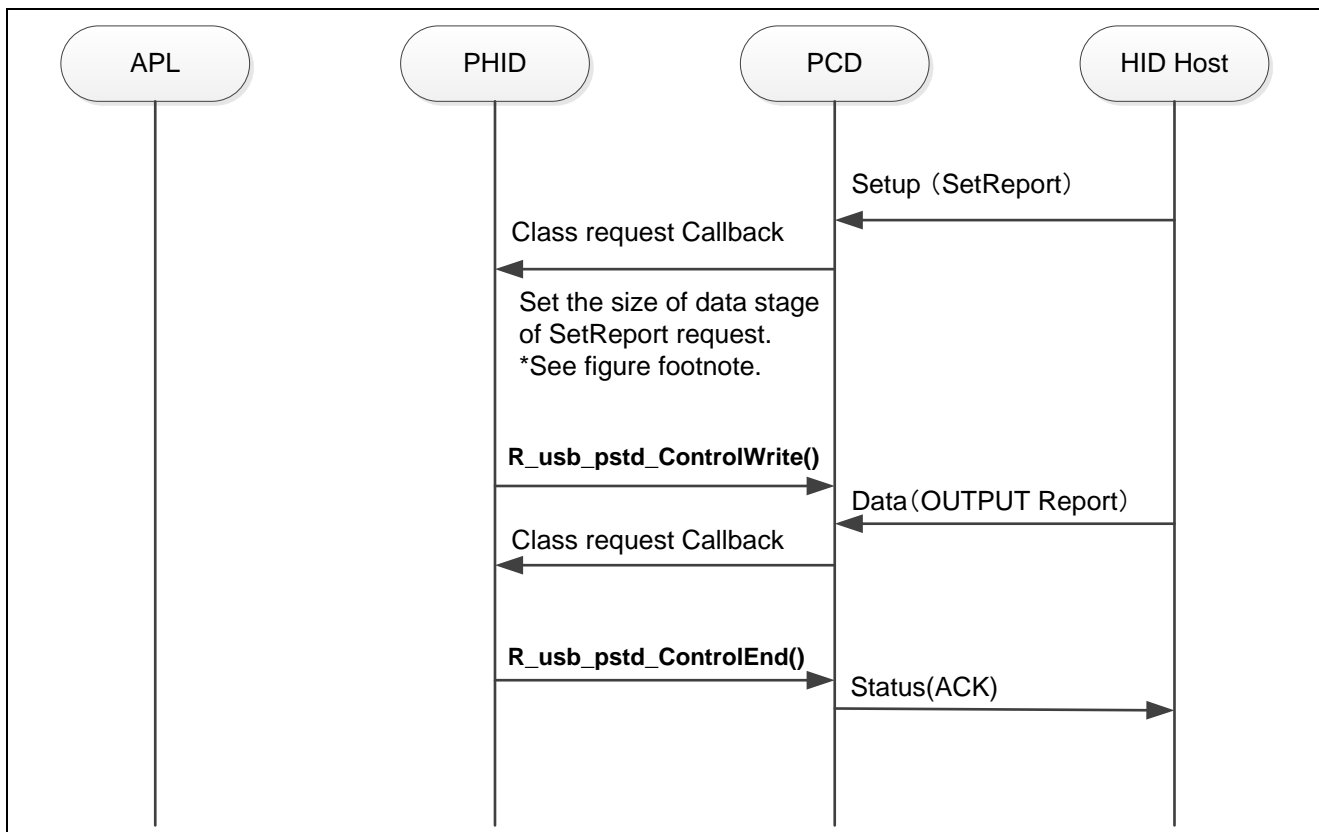 APL
PHID
PCD
HID Host
Setup （SetReport）
Class request Callback
Set the size of data stage
of SetReport request.
*See figure footnote.
R_usb_pstd_ControlWrite()
Data（OUTPUT Report）
Class request Callback
R_usb_pstd_ControlEnd()
Status(ACK)